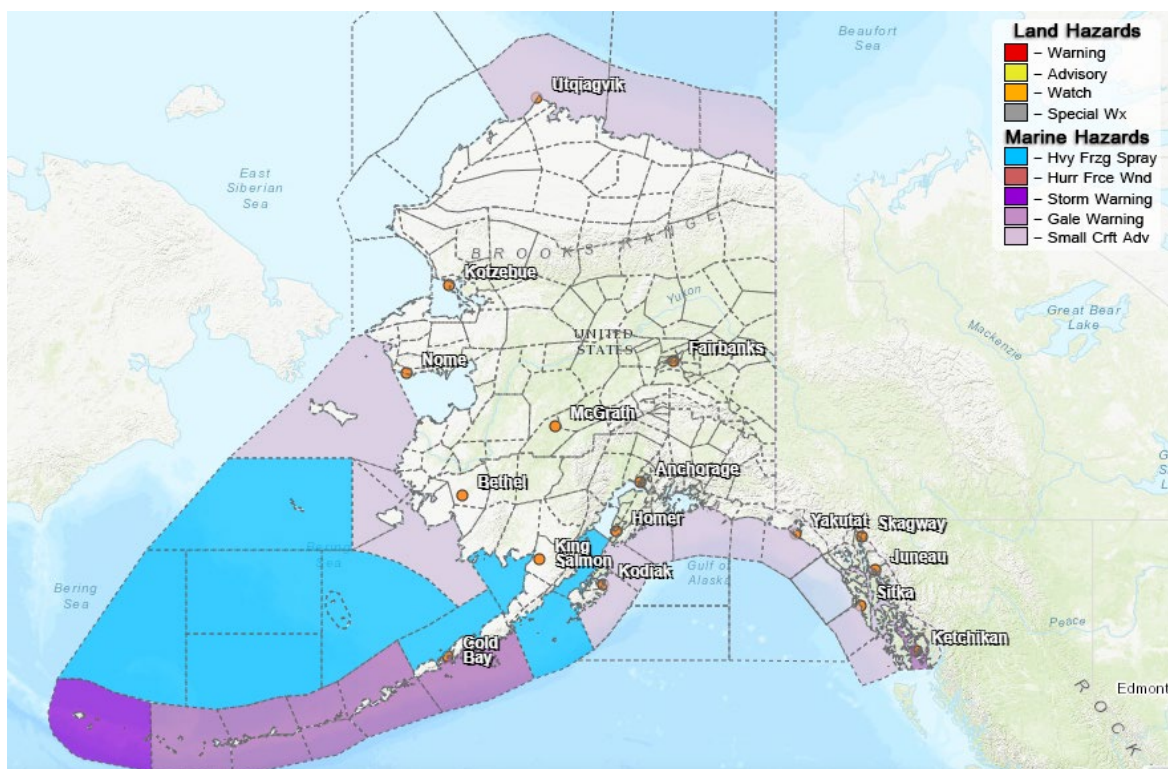 Beaufort
Sea
Utqiagvik
East
Siberian
Sea
Land Hazards
– Warning
– Advisory
– Watch
– Special Wx
Marine Hazards
– Hvy Frzg Spray
– Hurr Frce Wnd
– Storm Warning
– Gale Warning
– Small Crft Adv
BROOKS RANGE
Kotzebue
Yukon
Great Bear
Lake
Mackenzie
UNITED
STATES
Fairbanks
Nome
McGrath
Anchorage
Bethel
Homer
Yakutat
Skagway
King
Salmon
Kodiak
Gulf of
Alaska
Juneau
Sitka
Bering
Sea
Bering
Sea
Peace
Ketchikan
Cold
Bay
Edmont
ROCK